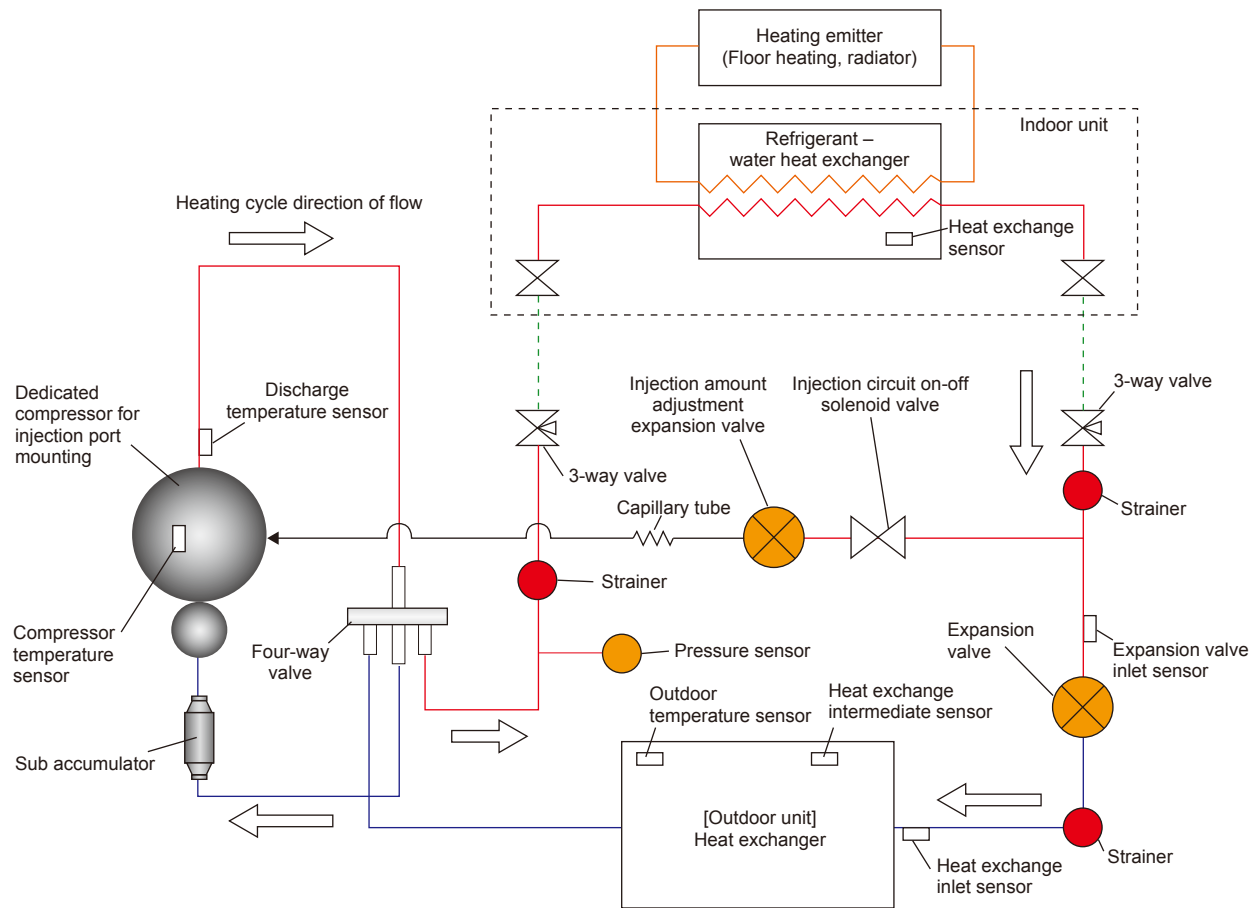 Heating emitter
(Floor heating, radiator)
Indoor unit
Refrigerant –
water heat exchanger
Heating cycle direction of flow
Heat exchange
sensor
Dedicated
compressor for
injection port
mounting
Discharge
temperature sensor
Injection amount
adjustment
expansion valve
Injection circuit on-off
solenoid valve
3-way valve
3-way valve
Capillary tube
Strainer
Strainer
Compressor
temperature
sensor
Four-way
valve
Pressure sensor
Expansion
valve
Expansion valve
inlet sensor
Outdoor
temperature sensor
Heat exchange
intermediate sensor
Sub accumulator
[Outdoor unit]
Heat exchanger
Heat exchange
inlet sensor
Strainer